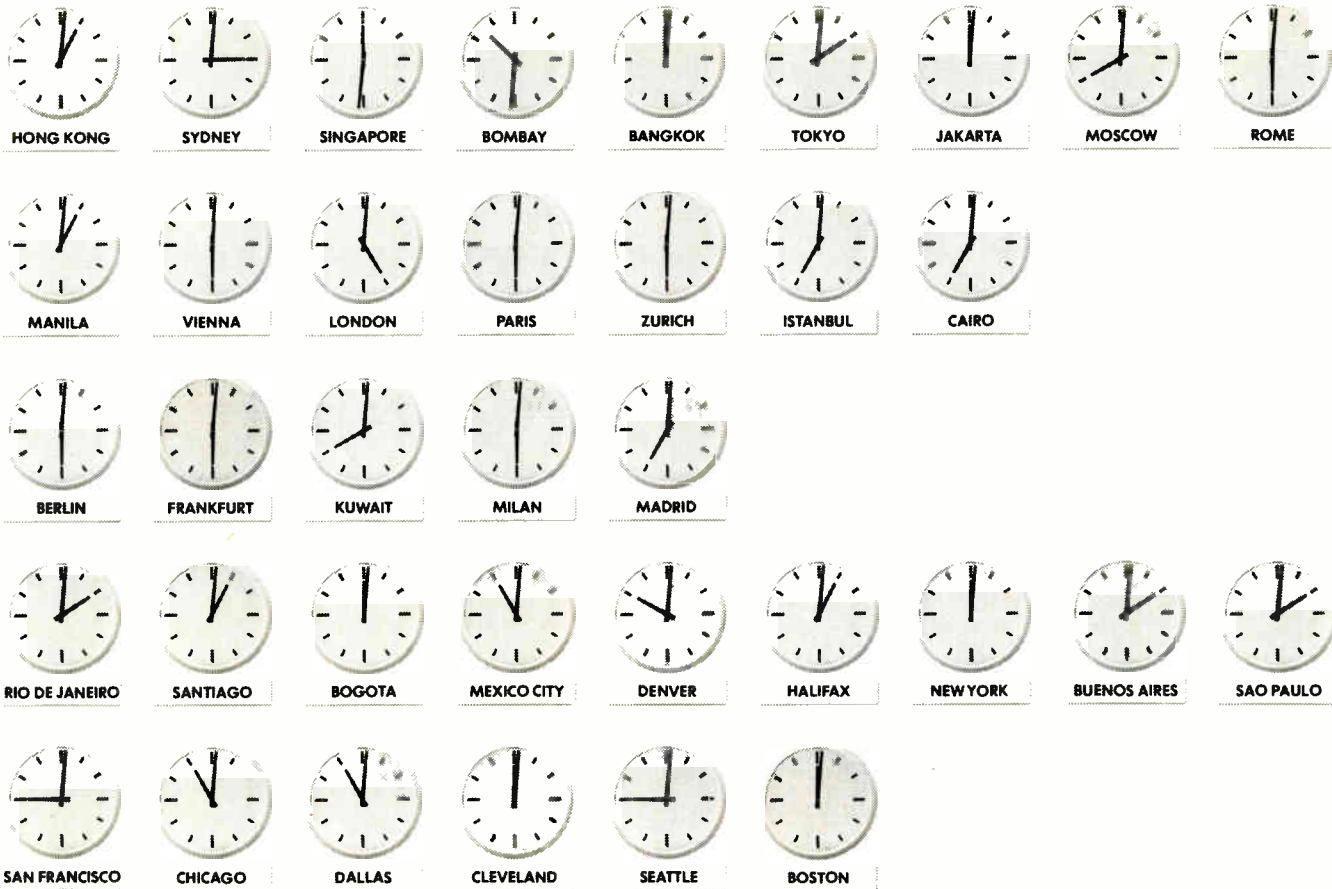 HONG KONG
SYDNEY
SINGAPORE
BOMBAY
BANGKOK
TOKYO
JAKARTA
MOSCOW
ROME
MANILA
VIENNA
LONDON
PARIS
ZURICH
ISTANBUL
CAIRO
BERLIN
FRANKFURT
KUWAIT
MILAN
MADRID
RIO DE JANEIRO
SANTIAGO
BOGOTA
MEXICO CITY
DENVER
HALIFAX
NEW YORK
BUENOS AIRES
SAO PAULO
SAN FRANCISCO
CHICAGO
DALLAS
CLEVELAND
SEATTLE
BOSTON